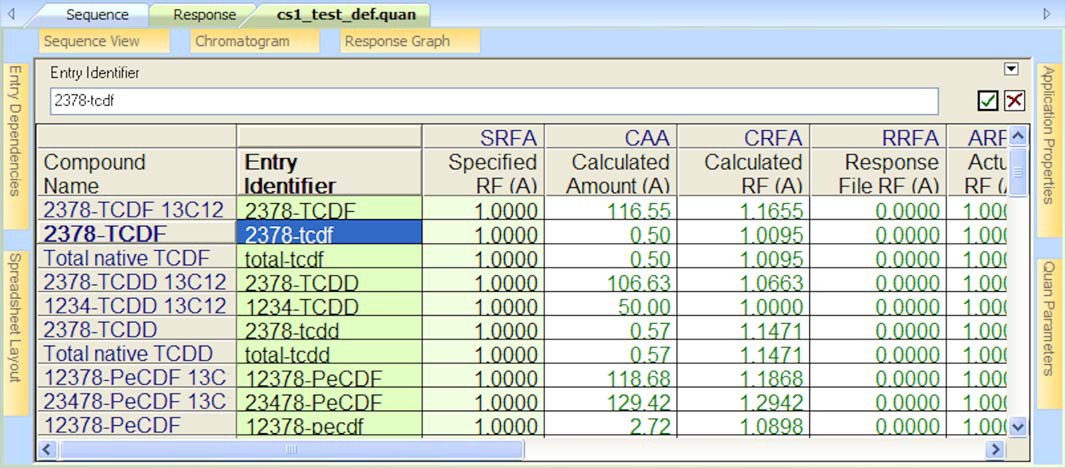 Sequence Response cs1_test_def.quan
Sequence View Chromatogram Response Graph
Entry Dependencies
Spreadsheet Layout
Entry Identifier
2378-tcdf
SRFA CAA CRFA RRFA ARF
Compound Name Entry Identifier Specified RF (A) Calculated Amount (A) Calculated RF (A) Response File RF (A) Actu RF (A
2378-TCDF 13C12 2378-TCDF 1.0000 116.55 1.1655 0.0000 1.000
2378-TCDF 2378-tcdf 1.0000 0.50 1.0095 0.0000 1.000
Total native TCDF total-tcdf 1.0000 0.50 1.0095 0.0000 1.000
2378-TCDD 13C12 2378-TCDD 1.0000 106.63 1.0663 0.0000 1.000
1234-TCDD 13C12 1234-TCDD 1.0000 50.00 1.0000 0.0000 1.000
2378-TCDD 2378-tcdd 1.0000 0.57 1.1471 0.0000 1.000
Total native TCDD total-tcdd 1.0000 0.57 1.1471 0.0000 1.000
12378-PeCDF 13C 12378-PeCDF 1.0000 118.68 1.1868 0.0000 1.000
23478-PeCDF 13C 23478-PeCDF 1.0000 129.42 1.2942 0.0000 1.000
12378-PeCDF 12378-pecdf 1.0000 2.72 1.0898 0.0000 1.000
Application Properties
Quan Parameters